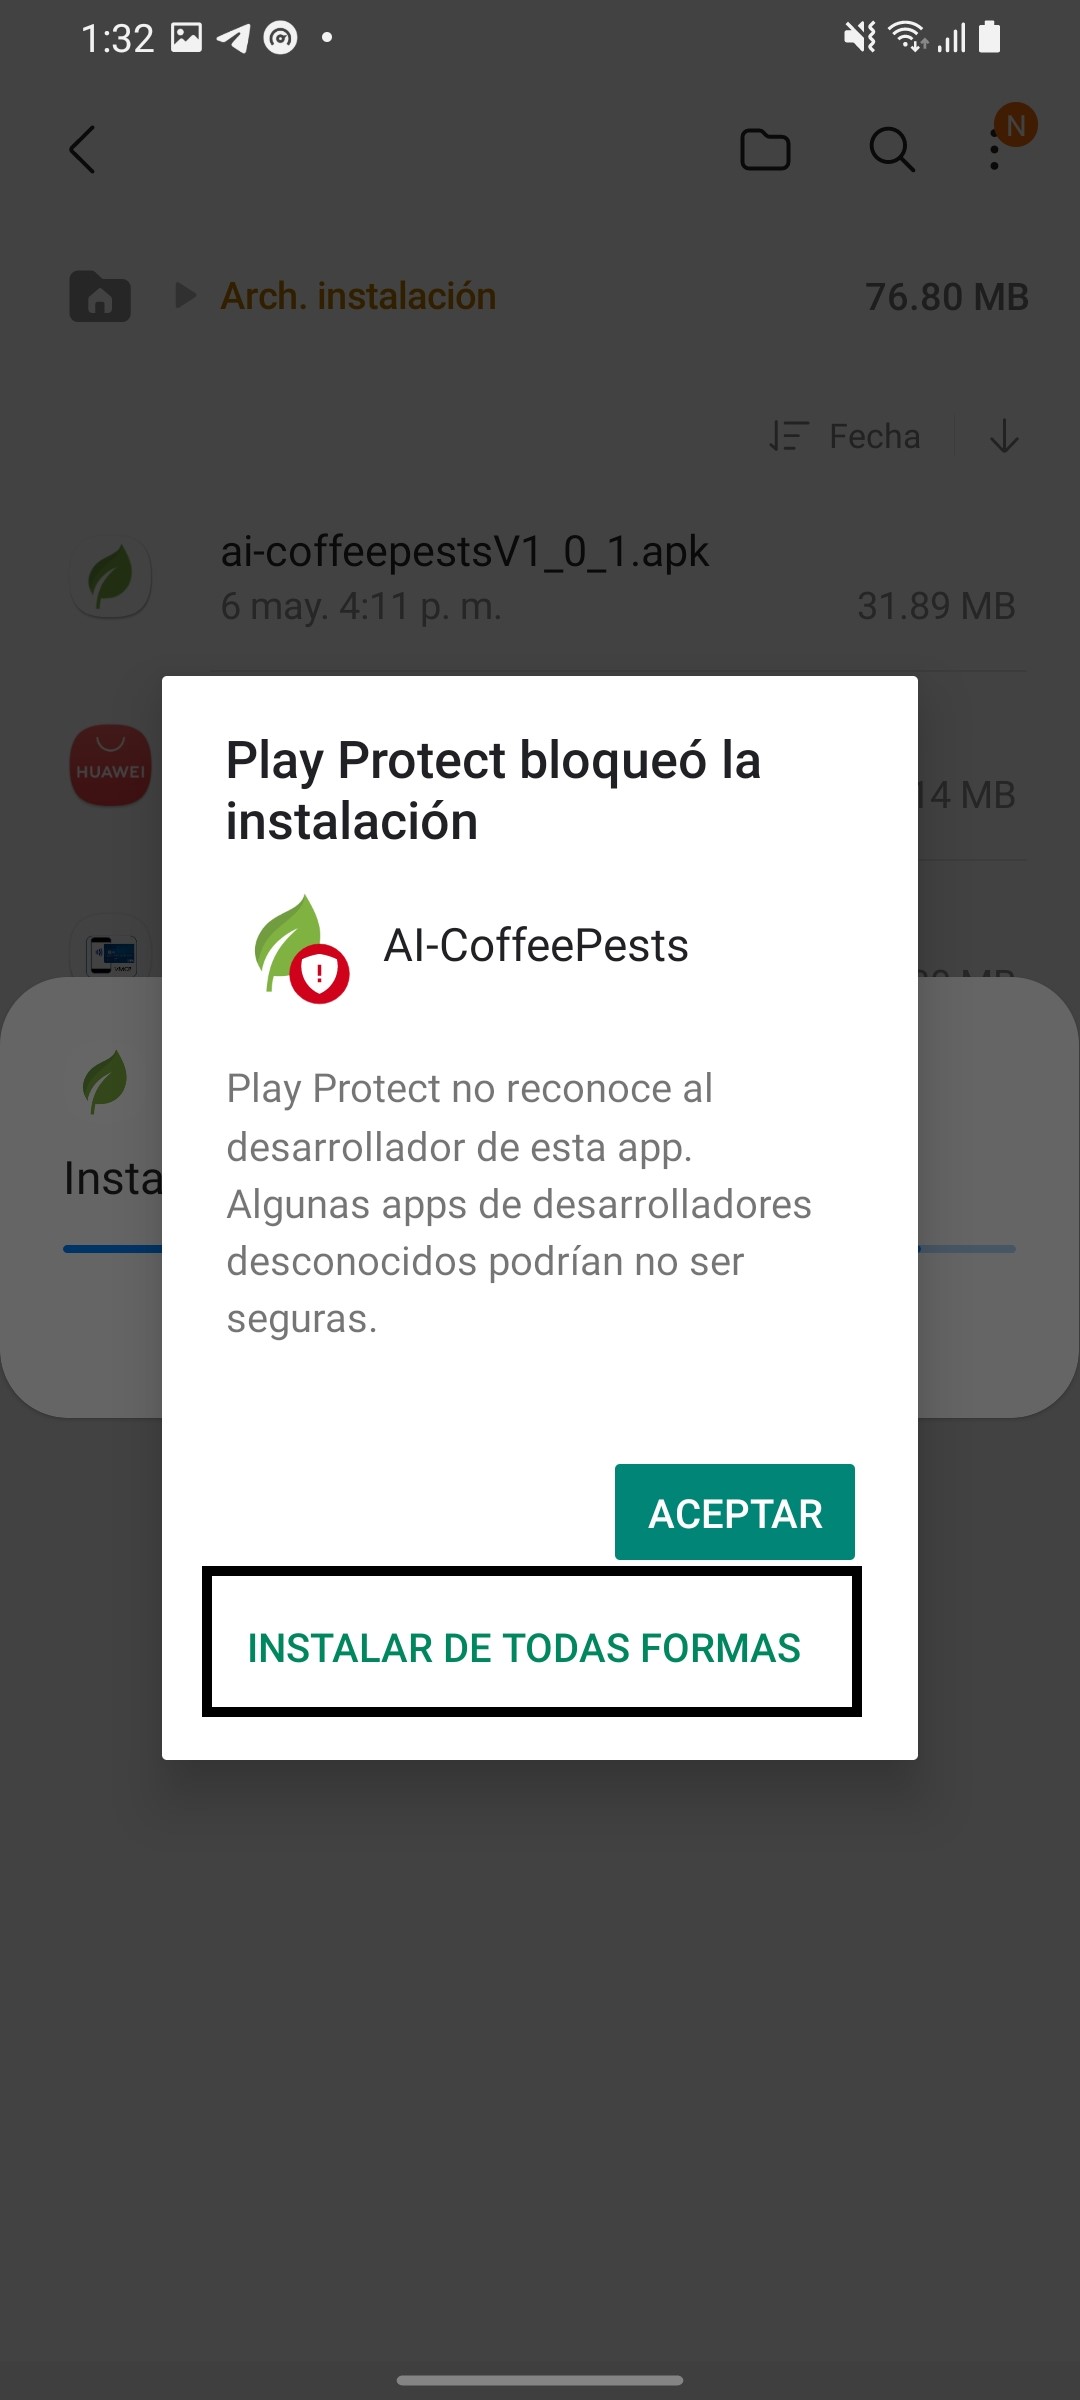 1:32
N
Arch. instalación
76.80 MB
Fecha
ai-coffeepestsV1_0_1.apk
6 may. 4:11 p. m.
31.89 MB
HUAWEI
14 MB
Play Protect bloqueó la
instalación
AI-CoffeePests
Play Protect no reconoce al
desarrollador de esta app.
Algunas apps de desarrolladores
desconocidos podrían no ser
seguras.
Insta
ACEPTAR
INSTALAR DE TODAS FORMAS